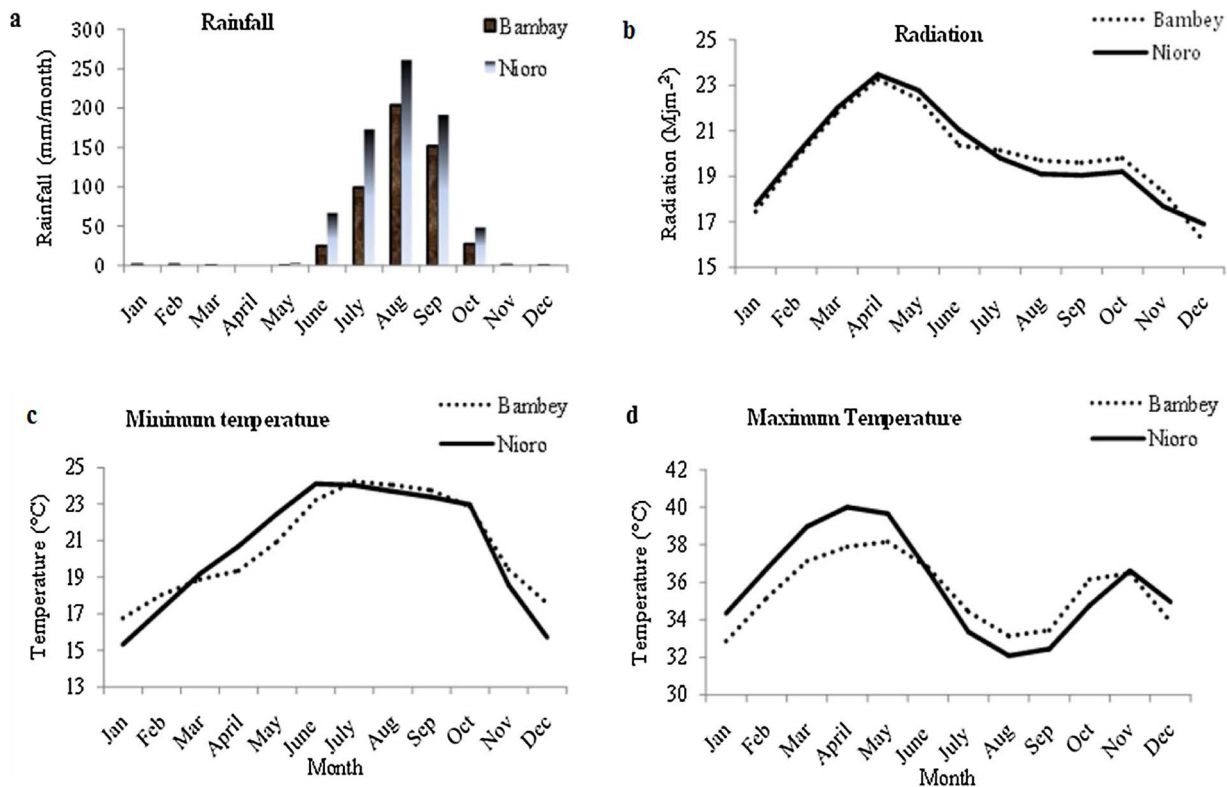 a
Rainfall
Bambay
Nioro
Rainfall (mm/month)
300
250
200
150
100
50
0
Jan
Feb
Mar
April
May
June
July
Aug
Sep
Oct
Nov
Dec
b
Radiation
Bambey
Nioro
Radiation (Mjm-²)
25
23
21
19
17
15
Jan
Feb
Mar
April
May
June
July
Aug
Sep
Oct
Nov
Dec
c
Minimum temperature
Bambey
Nioro
Temperature (°C)
25
23
21
19
17
15
13
Jan
Feb
Mar
April
May
June
July
Aug
Sep
Oct
Nov
Dec
Month
d
Maximum Temperature
Bambey
Nioro
Temperature (°C)
42
40
38
36
34
32
30
Jan
Feb
Mar
April
May
June
July
Aug
Sep
Oct
Nov
Dec
Month